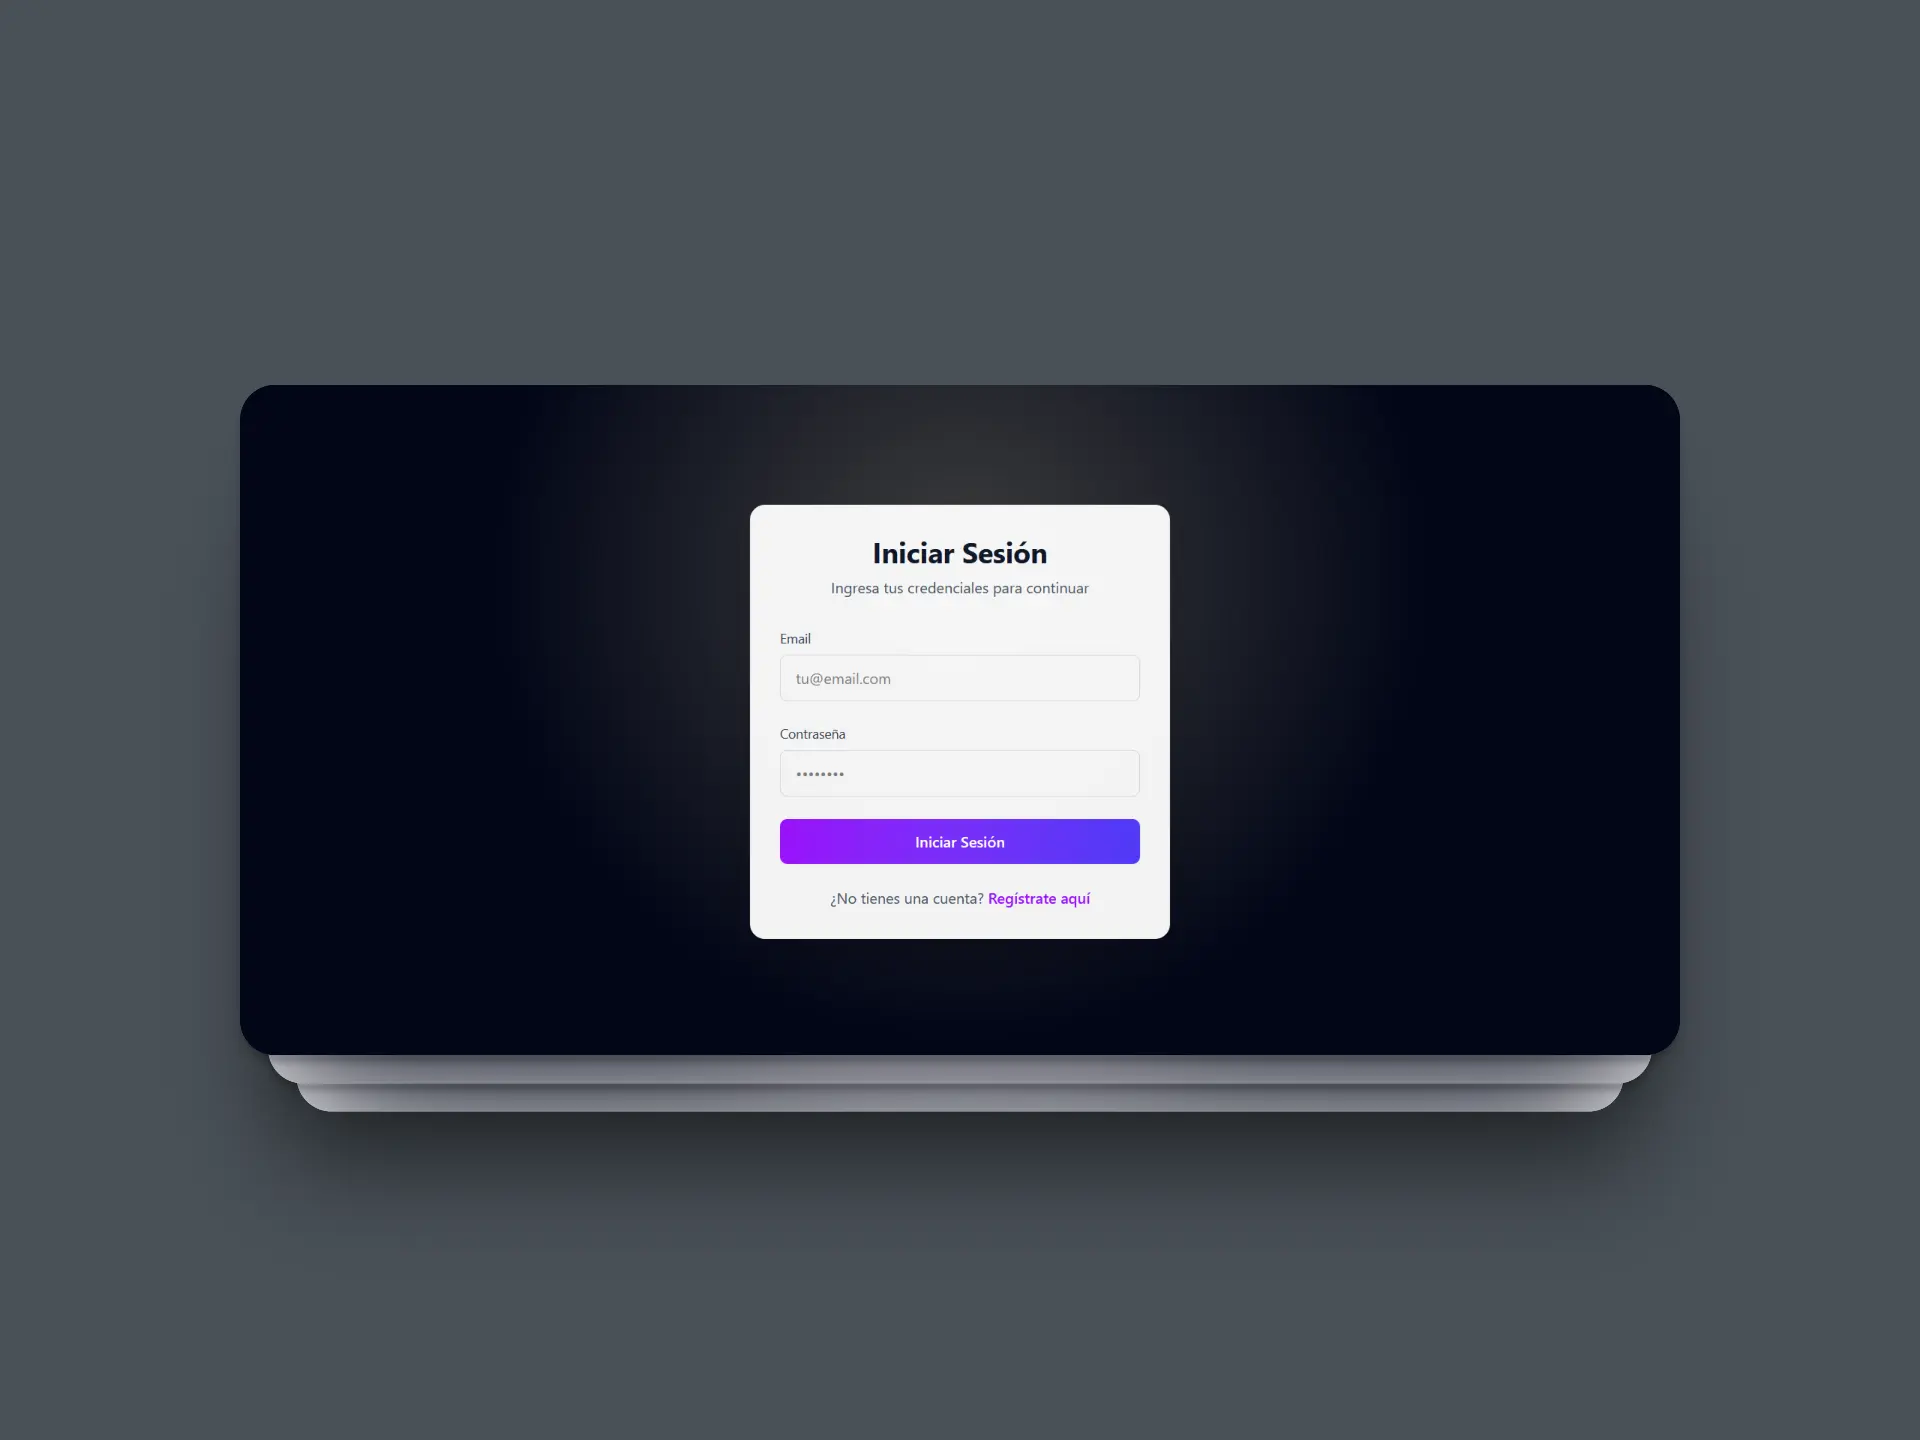 Iniciar Sesión
Ingresa tus credenciales para continuar
Email
tu@email.com
Contraseña
••••••••
Iniciar Sesión
¿No tienes una cuenta? Regístrate aquí